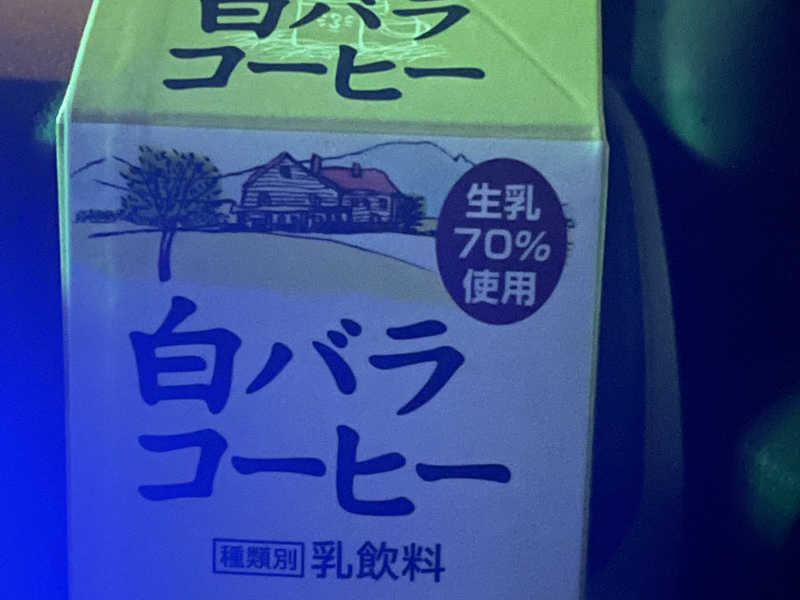 白バラ
コーヒー
生乳
70%
使用
白バラ
コーヒー
種類別 乳飲料